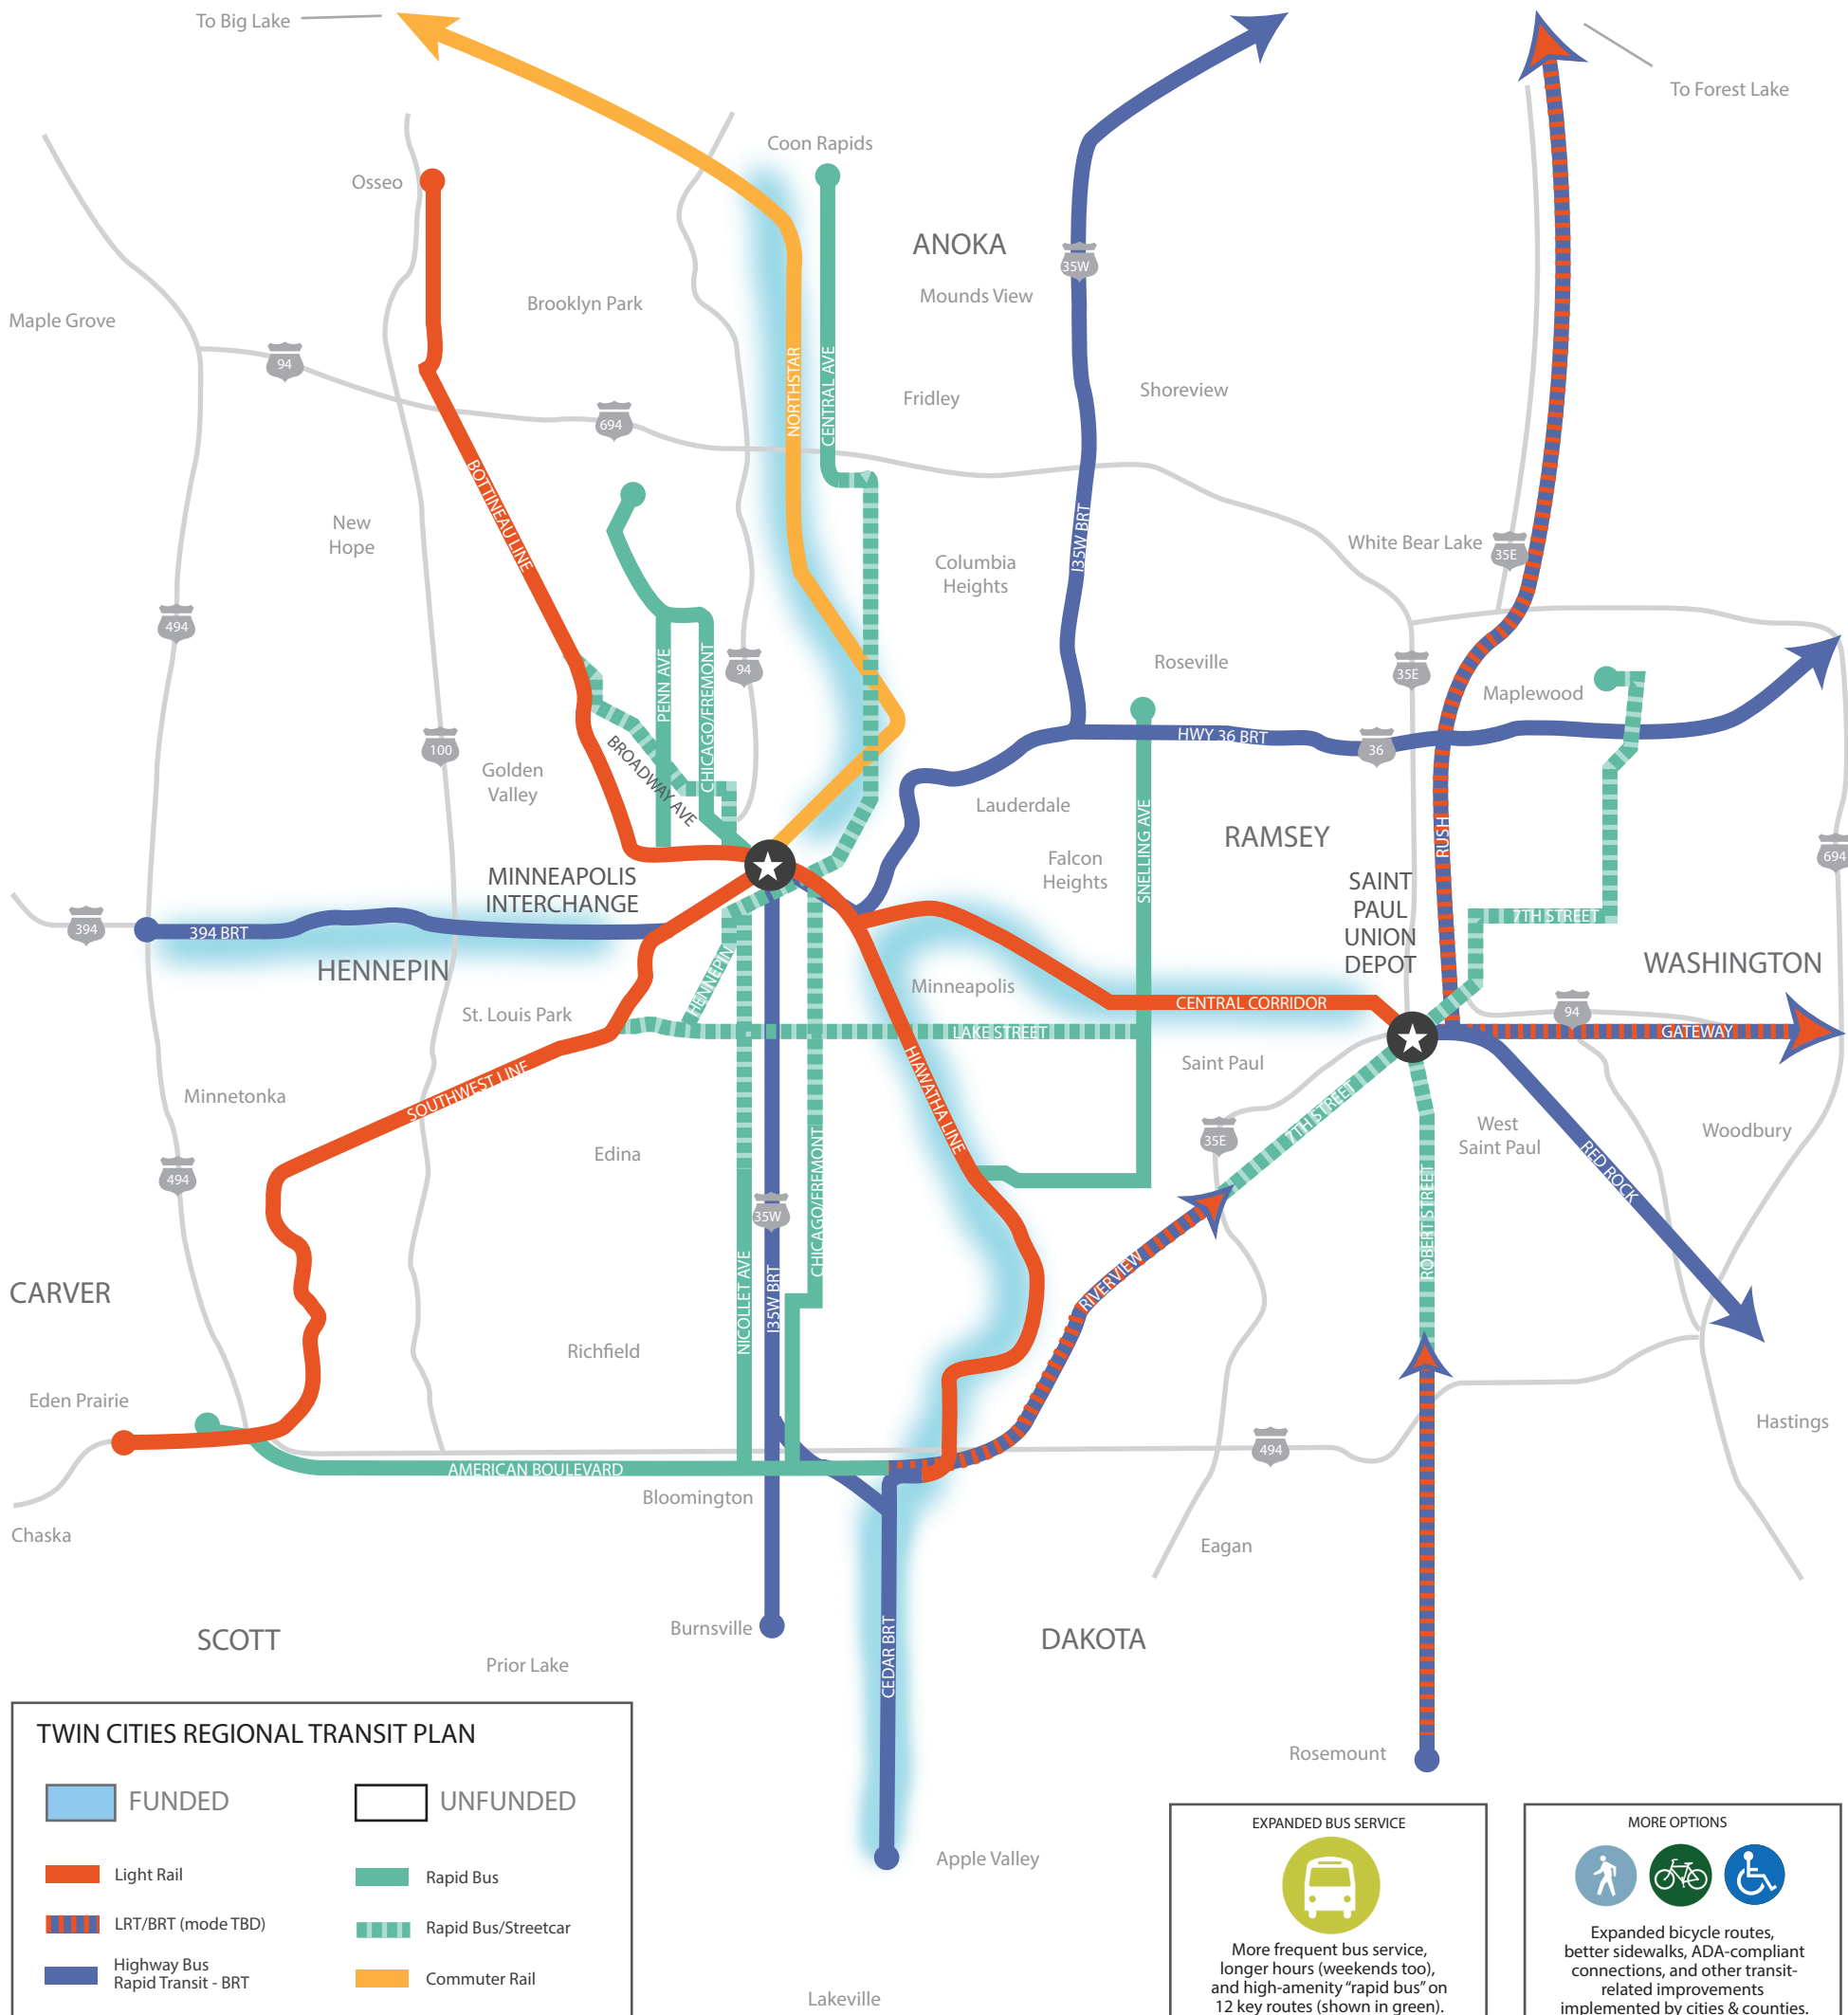 To Big Lake
To Forest Lake
Coon Rapids
Osseo
ANOKA
35W
Mounds View
Brooklyn Park
Maple Grove
94
NORTHSTAR
CENTRAL AVE
Fridley
Shoreview
694
BOTTINEAU LINE
New
Hope
I35W BRT
White Bear Lake
35E
Columbia
Heights
494
94
PENN AVE
CHICAGO/FREMONT
Roseville
35E
Maplewood
100
BROADWAY AVE
HWY 36 BRT
36
Golden
Valley
Lauderdale
SNELLING AVE
RAMSEY
RUSH
694
Falcon
Heights
MINNEAPOLIS
INTERCHANGE
SAINT
PAUL
UNION
DEPOT
7TH STREET
394
394 BRT
HENNEPIN
HENNEPIN
WASHINGTON
Minneapolis
CENTRAL CORRIDOR
94
St. Louis Park
LAKE STREET
GATEWAY
HIAWATHA LINE
Saint Paul
SOUTHWEST LINE
Minnetonka
7TH STREET
35E
West
Saint Paul
Woodbury
Edina
494
RED ROCK
35W
CHICAGO/FREMONT
ROBERT STREET
NICOLLET AVE
I35W BRT
RIVERVIEW
CARVER
Richfield
Eden Prairie
Hastings
494
AMERICAN BOULEVARD
Bloomington
Chaska
Eagan
Burnsville
CEDAR BRT
SCOTT
DAKOTA
Prior Lake
Rosemount
Apple Valley
Lakeville
TWIN CITIES REGIONAL TRANSIT PLAN
FUNDED
UNFUNDED
Light Rail
Rapid Bus
LRT/BRT (mode TBD)
Rapid Bus/Streetcar
Highway Bus
Rapid Transit - BRT
Commuter Rail
EXPANDED BUS SERVICE
More frequent bus service,
longer hours (weekends too),
and high-amenity “rapid bus” on
12 key routes (shown in green).
MORE OPTIONS
Expanded bicycle routes,
better sidewalks, ADA-compliant
connections, and other transit-
related improvements
implemented by cities & counties.